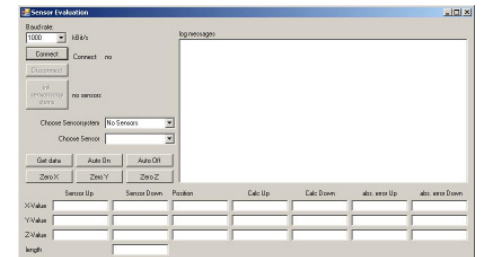 Sensor Evaluation
Baudrate:
log messages
1000 kBit/s
Connect Connect: no
Disconnect
no sensors
Choose Sensorsystem No Sensors
Choose Sensor
Get data Auto On Auto Off
Zero X Zero Y Zero Z
Sensor Up Sensor Down Position Calc Up Calc Down abs. error Up abs. error Down
X-Value
Y-Value
Z-Value
length